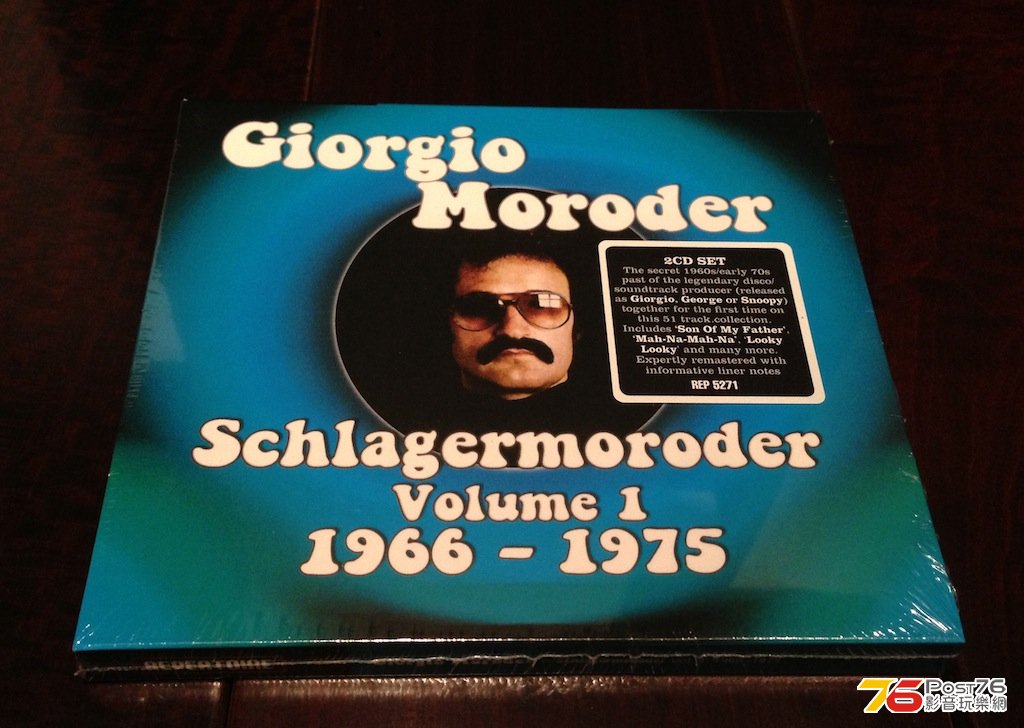 Giorgio
Moroder
2CD SET
The secret 1960s/early 70s
past of the legendary disco/
soundtrack producer (released
as Giorgio, George or Snoopy)
together for the first time on
this 51 track collection.
Includes 'Son Of My Father',
'Mah-Na-Mah-Na', 'Looky
Looky' and many more.
Expertly remastered with
informative liner notes
REP 5271
Schlagermoroder
Volume 1
1966 – 1975
76 Post76
影音玩樂網